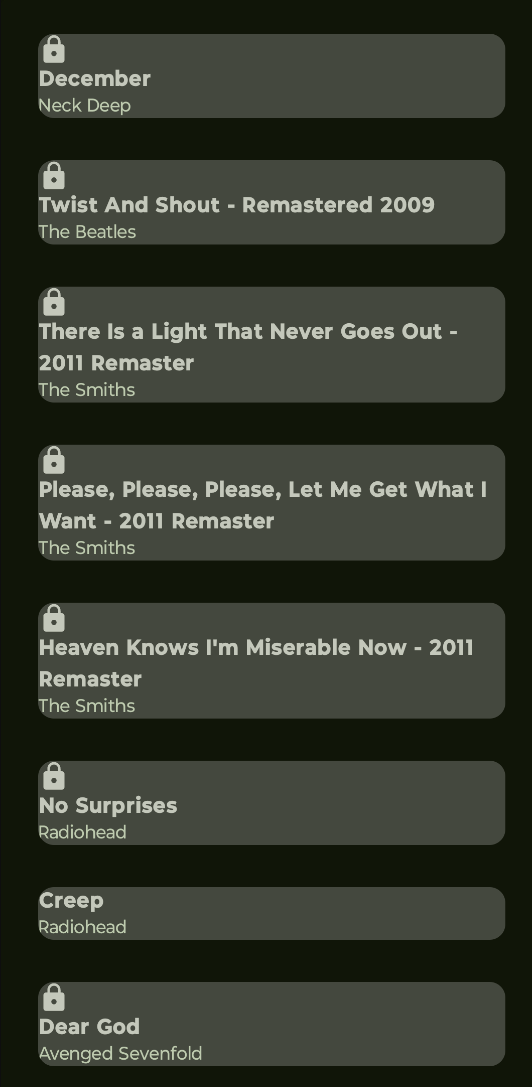 December
Neck Deep
Twist And Shout - Remastered 2009
The Beatles
There Is a Light That Never Goes Out -
2011 Remaster
The Smiths
Please, Please, Please, Let Me Get What I
Want - 2011 Remaster
The Smiths
Heaven Knows I'm Miserable Now - 2011
Remaster
The Smiths
No Surprises
Radiohead
Creep
Radiohead
Dear God
Avenged Sevenfold